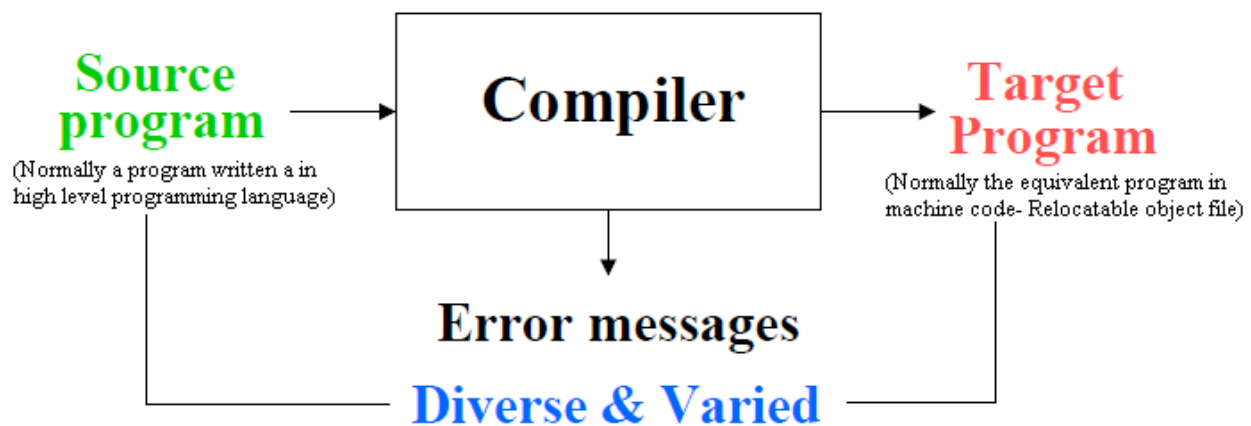 Source
program
(Normally a program written a in
high level programming language)
Compiler
Target
Program
(Normally the equivalent program in
machine code- Relocatable object file)
Error messages
Diverse & Varied